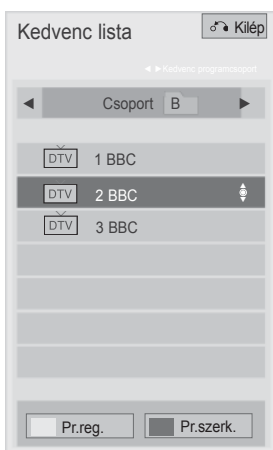 Kedvenc lista
Kilép
◄ ►Kedvenc programcsoport
◄ Csoport B ►
DTV 1 BBC
DTV 2 BBC
DTV 3 BBC
Pr.reg. Pr.szerk.